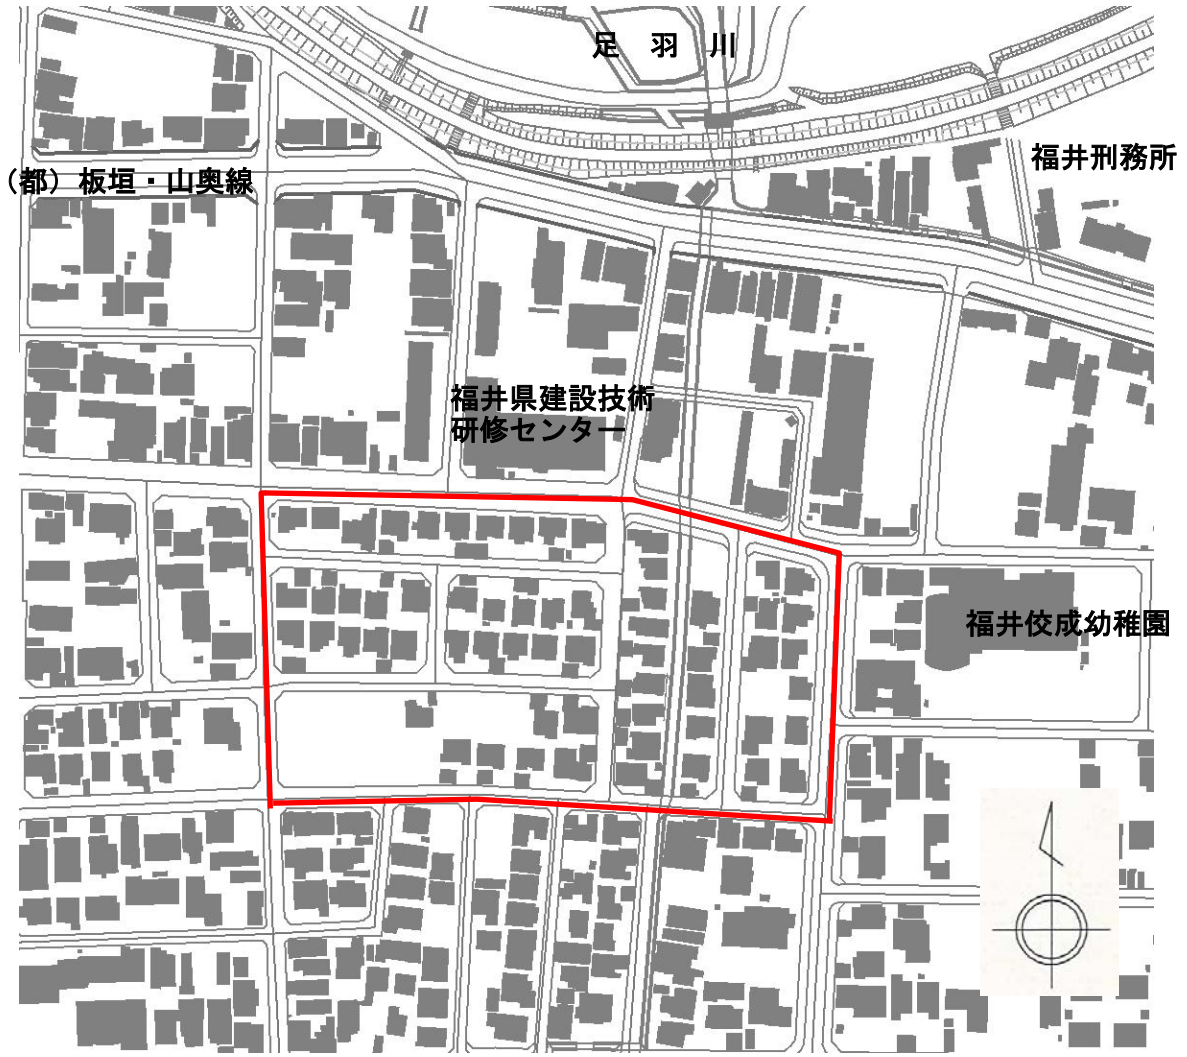 足 羽 川
福井刑務所
(都) 板垣・山奥線
福井県建設技術
研修センター
福井佼成幼稚園